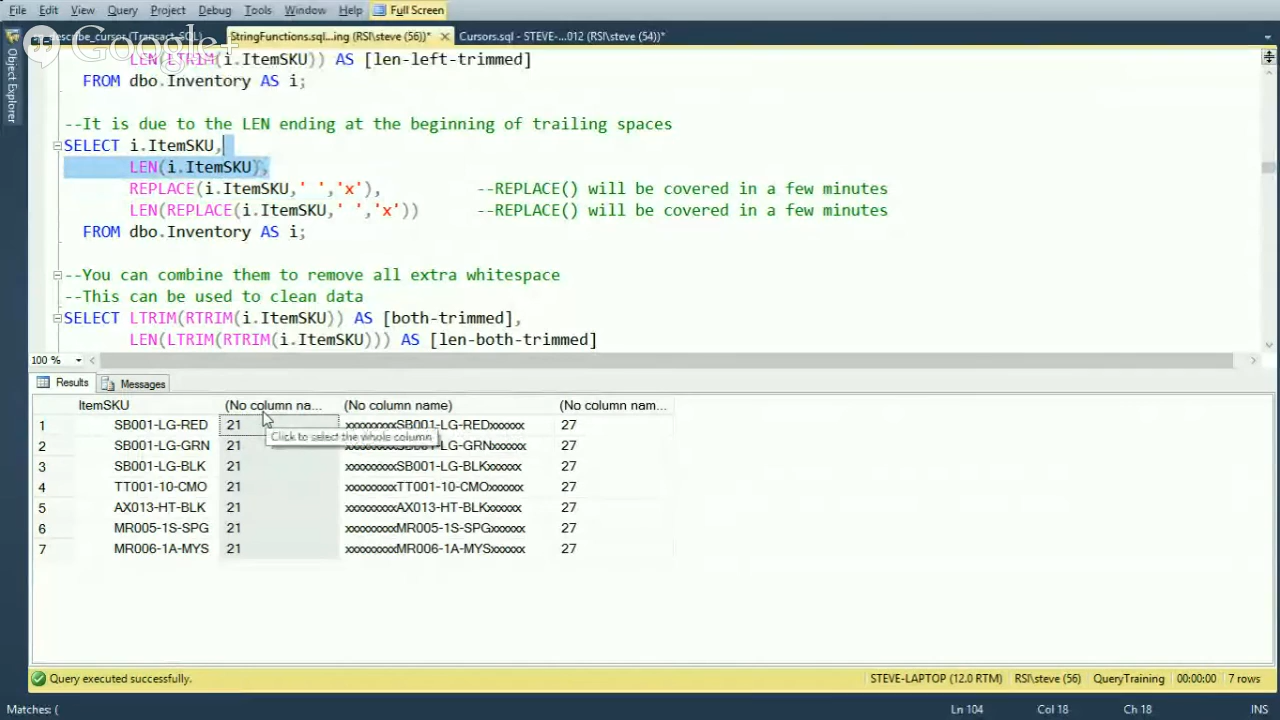 File Edit View Query Project Debug Tools Window Help Full Screen
Google+
sp_describe_cursor (Transact-SQL) StringFunctions.sql...ing (RSI\steve (56))* Cursors.sql - STEVE-...012 (RSI\steve (54))*
Object Explorer
LEN(LTRIM(i.ItemSKU)) AS [len-left-trimmed]
FROM dbo.Inventory AS i;
--It is due to the LEN ending at the beginning of trailing spaces
SELECT i.ItemSKU,
LEN(i.ItemSKU),
REPLACE(i.ItemSKU,' ','x'), --REPLACE() will be covered in a few minutes
LEN(REPLACE(i.ItemSKU,' ','x')) --REPLACE() will be covered in a few minutes
FROM dbo.Inventory AS i;
--You can combine them to remove all extra whitespace
--This can be used to clean data
SELECT LTRIM(RTRIM(i.ItemSKU)) AS [both-trimmed],
LEN(LTRIM(RTRIM(i.ItemSKU))) AS [len-both-trimmed]
100 %
Results Messages
ItemSKU (No column na... (No column name) (No column nam...
1 SB001-LG-RED 21 xxxxxxxxxSB001-LG-REDxxxxxx 27
Click to select the whole column
2 SB001-LG-GRN 21 xxxxxxxxxSB001-LG-GRNxxxxxx 27
3 SB001-LG-BLK 21 xxxxxxxxxSB001-LG-BLKxxxxxx 27
4 TT001-10-CMO 21 xxxxxxxxxTT001-10-CMOxxxxxx 27
5 AX013-HT-BLK 21 xxxxxxxxxAX013-HT-BLKxxxxxx 27
6 MR005-1S-SPG 21 xxxxxxxxxMR005-1S-SPGxxxxxx 27
7 MR006-1A-MYS 21 xxxxxxxxxMR006-1A-MYSxxxxxx 27
Query executed successfully. STEVE-LAPTOP (12.0 RTM) RSI\steve (56) QueryTraining 00:00:00 7 rows
Matches: ( Ln 104 Col 18 Ch 18 INS